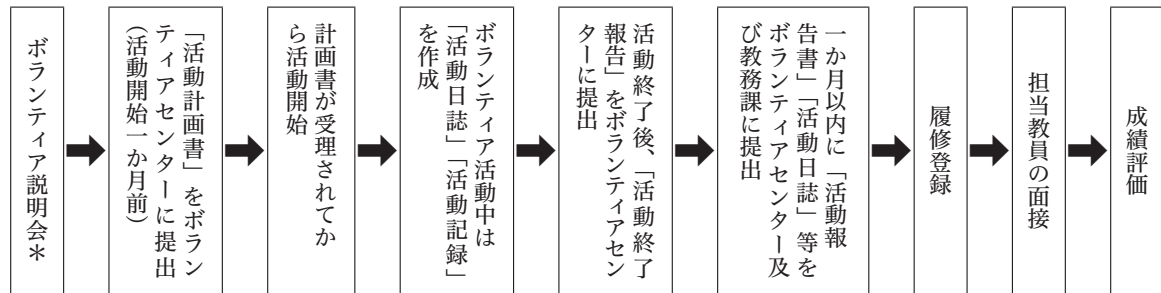 ボランティア説明会＊
「活動計画書」をボラン
ティアセンターに提出
（活動開始一か月前）
計画書が受理されてか
ら活動開始
ボランティア活動中は
「活動日誌」「活動記録」
を作成
活動終了後、「活動終了
報告」をボランティアセン
ターに提出
一か月以内に「活動報
告書」「活動日誌」等を
ボランティアセンター及
び教務課に提出
履修登録
担当教員の面接
成績評価